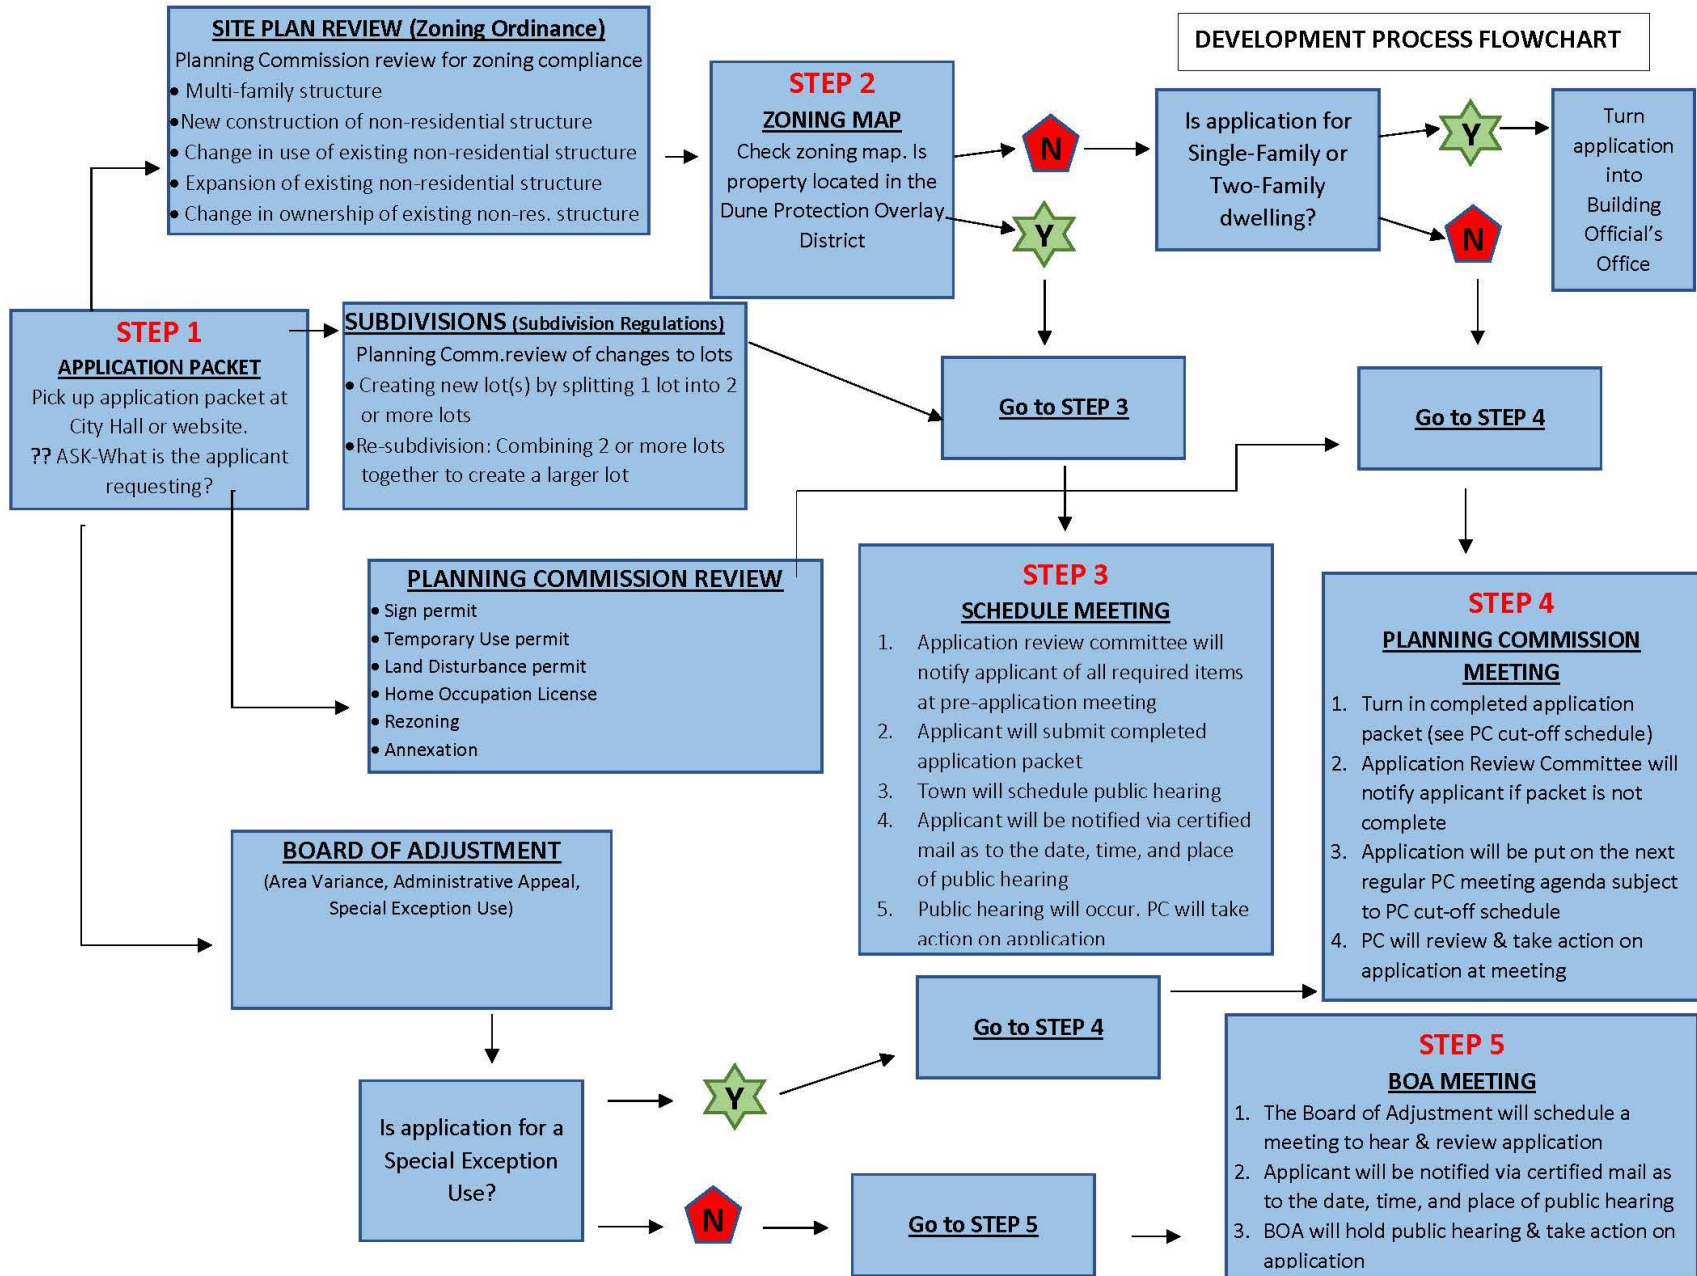 DEVELOPMENT PROCESS FLOWCHART
SITE PLAN REVIEW (Zoning Ordinance)
Planning Commission review for zoning compliance
• Multi-family structure
•New construction of non-residential structure
• Change in use of existing non-residential structure
• Expansion of existing non-residential structure
• Change in ownership of existing non-res. structure
STEP 2
ZONING MAP
Check zoning map. Is
property located in the
Dune Protection Overlay
District
N
Y
Is application for
Single-Family or
Two-Family
dwelling?
Y
N
Turn
application
into
Building
Official's
Office
STEP 1
APPLICATION PACKET
Pick up application packet at
City Hall or website.
?? ASK-What is the applicant
requesting?
SUBDIVISIONS (Subdivision Regulations)
Planning Comm.review of changes to lots
• Creating new lot(s) by splitting 1 lot into 2
or more lots
•Re-subdivision: Combining 2 or more lots
together to create a larger lot
Go to STEP 3
Go to STEP 4
PLANNING COMMISSION REVIEW
• Sign permit
• Temporary Use permit
• Land Disturbance permit
• Home Occupation License
• Rezoning
• Annexation
STEP 3
SCHEDULE MEETING
1. Application review committee will
notify applicant of all required items
at pre-application meeting
2. Applicant will submit completed
application packet
3. Town will schedule public hearing
4. Applicant will be notified via certified
mail as to the date, time, and place
of public hearing
5. Public hearing will occur. PC will take
action on application
STEP 4
PLANNING COMMISSION
MEETING
1. Turn in completed application
packet (see PC cut-off schedule)
2. Application Review Committee will
notify applicant if packet is not
complete
3. Application will be put on the next
regular PC meeting agenda subject
to PC cut-off schedule
4. PC will review & take action on
application at meeting
BOARD OF ADJUSTMENT
(Area Variance, Administrative Appeal,
Special Exception Use)
Is application for a
Special Exception
Use?
Y
N
Go to STEP 4
Go to STEP 5
STEP 5
BOA MEETING
1. The Board of Adjustment will schedule a
meeting to hear & review application
2. Applicant will be notified via certified mail as
to the date, time, and place of public hearing
3. BOA will hold public hearing & take action on
application